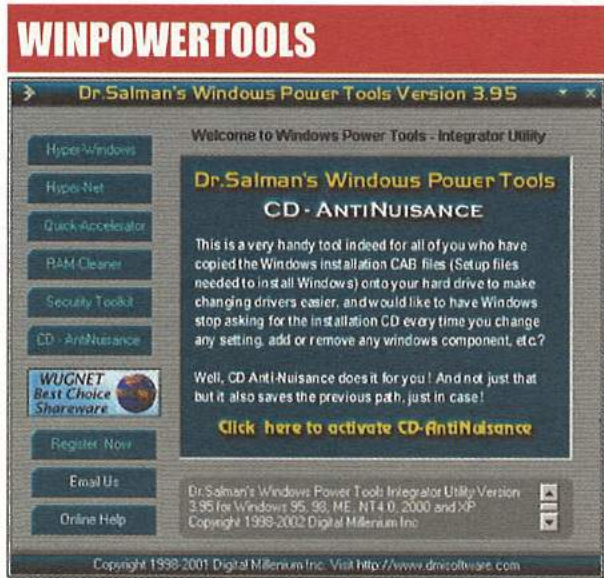 WINPOWERTOOLS
Dr.Salman's Windows Power Tools Version 3.95
Welcome to Windows Power Tools - Integrator Utility
Hyper-Windows
Hyper-Net
Quick-Accelerator
RAM-Cleaner
Security Toolkit
CD - AntiNuisance
WUGNET
Best Choice
Shareware
Register Now
Email Us
Online Help
Dr.Salman's Windows Power Tools
CD - ANTINUISANCE
This is a very handy tool indeed for all of you who have
copied the Windows installation CAB files (Setup files
needed to install Windows) onto your hard drive to make
changing drivers easier, and would like to have Windows
stop asking for the installation CD every time you change
any setting, add or remove any windows component, etc.?
Well, CD Anti-Nuisance does it for you! And not just that
but it also saves the previous path, just in case!
Click here to activate CD-AntiNuisance
Dr.Salman's Windows Power Tools Integrator Utility Version
3.95 for Windows 95, 98, ME, NT4.0, 2000 and XP
Copyright 1998-2002 Digital Millenium Inc
Copyright 1998-2001 Digital Millenium Inc. Visit http://www.dmisoftware.com